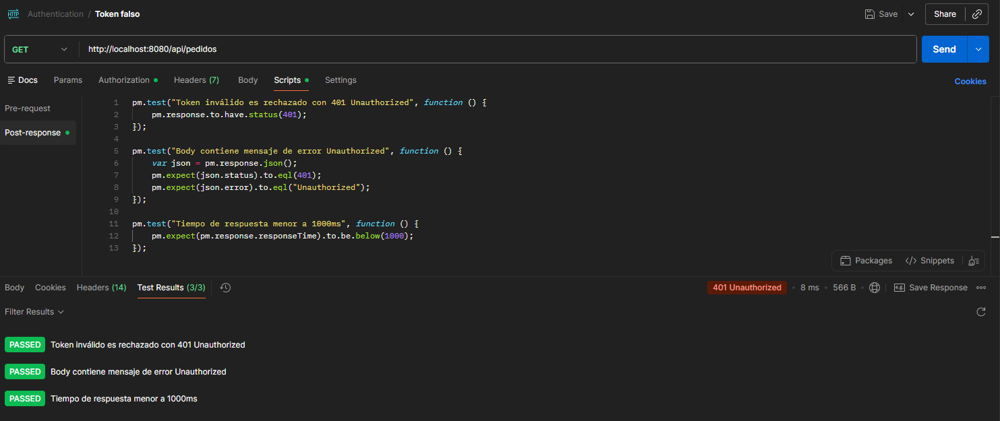 HTTP Authentication / Token falso Save Share
GET http://localhost:8080/api/pedidos Send
Docs Params Authorization Headers (7) Body Scripts Settings Cookies
Pre-request
Post-response
1 pm.test("Token inválido es rechazado con 401 Unauthorized", function () {
2 pm.response.to.have.status(401);
3 });
4
5 pm.test("Body contiene mensaje de error Unauthorized", function () {
6 var json = pm.response.json();
7 pm.expect(json.status).to.eql(401);
8 pm.expect(json.error).to.eql("Unauthorized");
9 });
10
11 pm.test("Tiempo de respuesta menor a 1000ms", function () {
12 pm.expect(pm.response.responseTime).to.be.below(1000);
13 });
Packages </> Snippets
Body Cookies Headers (14) Test Results (3/3) 401 Unauthorized • 8 ms • 566 B • e.g. Save Response
Filter Results
PASSED Token inválido es rechazado con 401 Unauthorized
PASSED Body contiene mensaje de error Unauthorized
PASSED Tiempo de respuesta menor a 1000ms